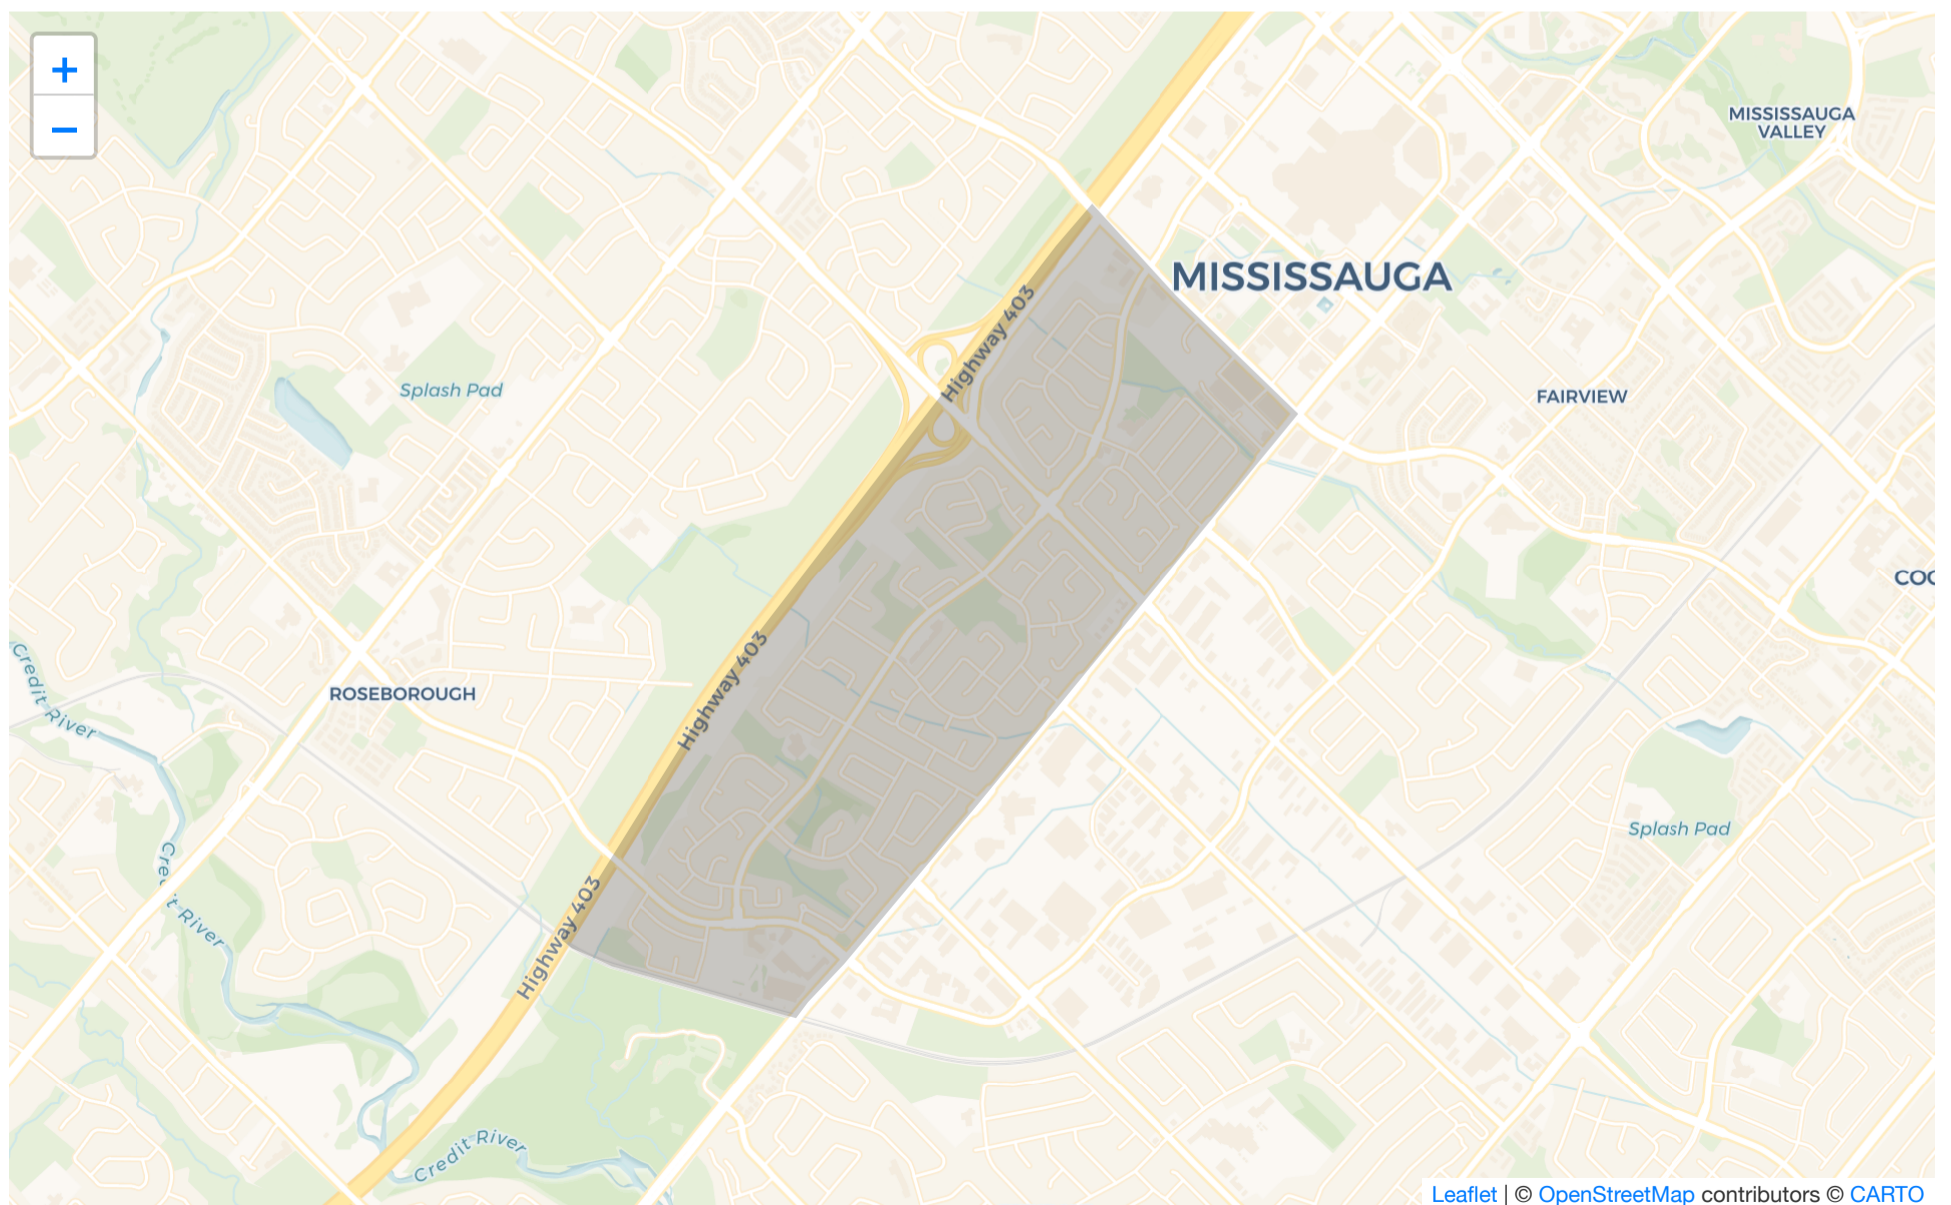 +
−
MISSISSAUGA
VALLEY
MISSISSAUGA
Highway 403
Splash Pad
FAIRVIEW
COO
Highway 403
Credit River
ROSEBOROUGH
Splash Pad
Credit River
Highway 403
Credit River
Leaflet | © OpenStreetMap contributors © CARTO